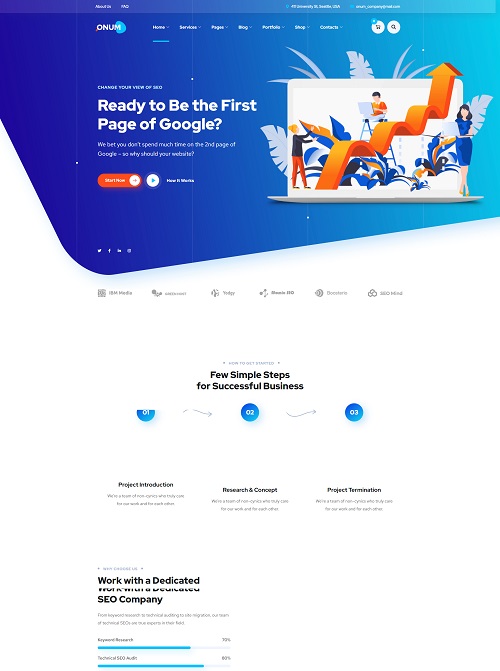 About Us FAQ 411 University St, Seattle, USA onum_company@mail.com
ONUM Home Services Pages Blog Portfolio Shop Contacts
CHANGE YOUR VIEW OF SEO
Ready to Be the First
Page of Google?
We bet you don't spend much time on the 2nd page of
Google – so why should your website?
Start Now How It Works
IBM Media GREEN HOST Tedgy Boosterio SEO Mind
HOW TO GET STARTED
Few Simple Steps
for Successful Business
01 02 03
Project Introduction Research & Concept Project Termination
We're a team of non-cynics who truly care We're a team of non-cynics who truly care We're a team of non-cynics who truly care
for our work and for each other. for our work and for each other. for our work and for each other.
WHY CHOOSE US
Work with a Dedicated
Work with a Dedicated
SEO Company
From keyword research to technical auditing to site migration, our team
of technical SEOs are true experts in their field.
Keyword Research 70%
Technical SEO Audit 80%